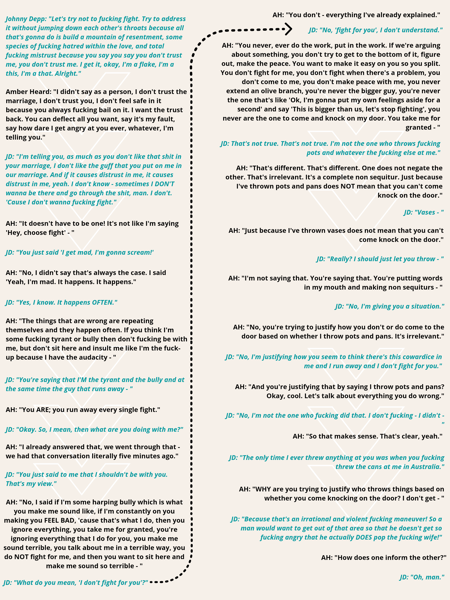 Johnny Depp: "Let's try not to fucking fight. Try to address
it without jumping down each other's throats because all
that's gonna do is build a mountain of resentment, some
species of fucking hatred within the love, and total
fucking mistrust because you say you say you don't trust
me, you don't trust me. I get it, okay, I'm a flake, I'm a
this, I'm a that. Alright."
Amber Heard: "I didn't say as a person, I don't trust the
marriage, I don't trust you, I don't feel safe in it
because you always fucking bail on it. I want the trust
back. You can deflect all you want, say it's my fault,
say how dare I get angry at you ever, whatever, I'm
telling you."
JD: "I'm telling you, as much as you don't like that shit in
your marriage, I don't like the guff that you put on me in
our marriage. And if it causes distrust in me, it causes
distrust in me, yeah. I don't know - sometimes I DON'T
wanna be there and go through the shit, man. I don't.
'Cause I don't wanna fucking fight."
AH: "It doesn't have to be one! It's not like I'm saying
'Hey, choose fight' - "
JD: "You just said 'I get mad, I'm gonna scream!'
AH: "No, I didn't say that's always the case. I said
'Yeah, I'm mad. It happens. It happens."
JD: "Yes, I know. It happens OFTEN."
AH: "The things that are wrong are repeating
themselves and they happen often. If you think I'm
some fucking tyrant or bully then don't fucking be with
me, but don't sit here and insult me like I'm the fuck-
up because I have the audacity - "
JD: "You're saying that I'M the tyrant and the bully and at
the same time the guy that runs away - "
AH: "You ARE; you run away every single fight."
JD: "Okay. So, I mean, then what are you doing with me?"
AH: "I already answered that, we went through that -
we had that conversation literally five minutes ago."
JD: "You just said to me that I shouldn't be with you.
That's my view."
AH: "No, I said if I'm some harping bully which is what
you make me sound like, if I'm constantly on you
making you FEEL BAD, 'cause that's what I do, then you
ignore everything, you take me for granted, you're
ignoring everything that I do for you, you make me
sound terrible, you talk about me in a terrible way, you
do NOT fight for me, and then you want to sit here and
make me sound so terrible - "
JD: "What do you mean, 'I don't fight for you'?"
AH: "You don't - everything I've already explained."
JD: "No, 'fight for you', I don't understand."
AH: "You never, ever do the work, put in the work. If we're arguing
about something, you don't try to get to the bottom of it, figure
out, make the peace. You want to make it easy on you so you split.
You don't fight for me, you don't fight when there's a problem, you
don't come to me, you don't make peace with me, you never
extend an olive branch, you're never the bigger guy, you're never
the one that's like 'Ok, I'm gonna put my own feelings aside for a
second' and say 'This is bigger than us, let's stop fighting', you
never are the one to come and knock on my door. You take me for
granted - "
JD: That's not true. That's not true. I'm not the one who throws fucking
pots and whatever the fucking else at me."
AH: "That's different. That's different. One does not negate the
other. That's irrelevant. It's a complete non sequitur. Just because
I've thrown pots and pans does NOT mean that you can't come
knock on the door."
JD: "Vases - "
AH: "Just because I've thrown vases does not mean that you can't
come knock on the door."
JD: "Really? I should just let you throw - "
AH: "I'm not saying that. You're saying that. You're putting words
in my mouth and making non sequiturs - "
JD: "No, I'm giving you a situation."
AH: "No, you're trying to justify how you don't or do come to the
door based on whether I throw pots and pans. It's irrelevant."
JD: "No, I'm justifying how you seem to think there's this cowardice in
me and I run away and I don't fight for you."
AH: "And you're justifying that by saying I throw pots and pans?
Okay, cool. Let's talk about everything you do wrong."
JD: "No, I'm not the one who fucking did that. I don't fucking - I didn't -
"
AH: "So that makes sense. That's clear, yeah."
JD: "The only time I ever threw anything at you was when you fucking
threw the cans at me in Australia."
AH: "WHY are you trying to justify who throws things based on
whether you come knocking on the door? I don't get - "
JD: "Because that's an irrational and violent fucking maneuver! So a
man would want to get out of that area so that he doesn't get so
fucking angry that he actually DOES pop the fucking wife!"
AH: "How does one inform the other?"
JD: "Oh, man."